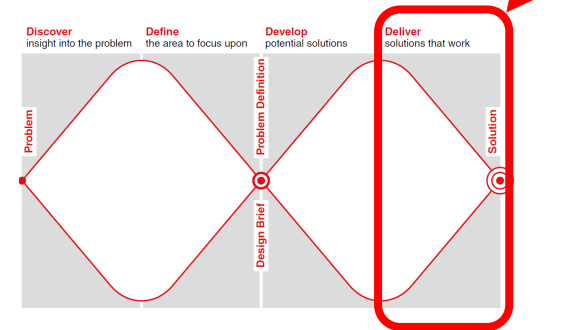 Discover
insight into the problem
Define
the area to focus upon
Develop
potential solutions
Deliver
solutions that work
Problem
Problem Definition
Design Brief
Solution